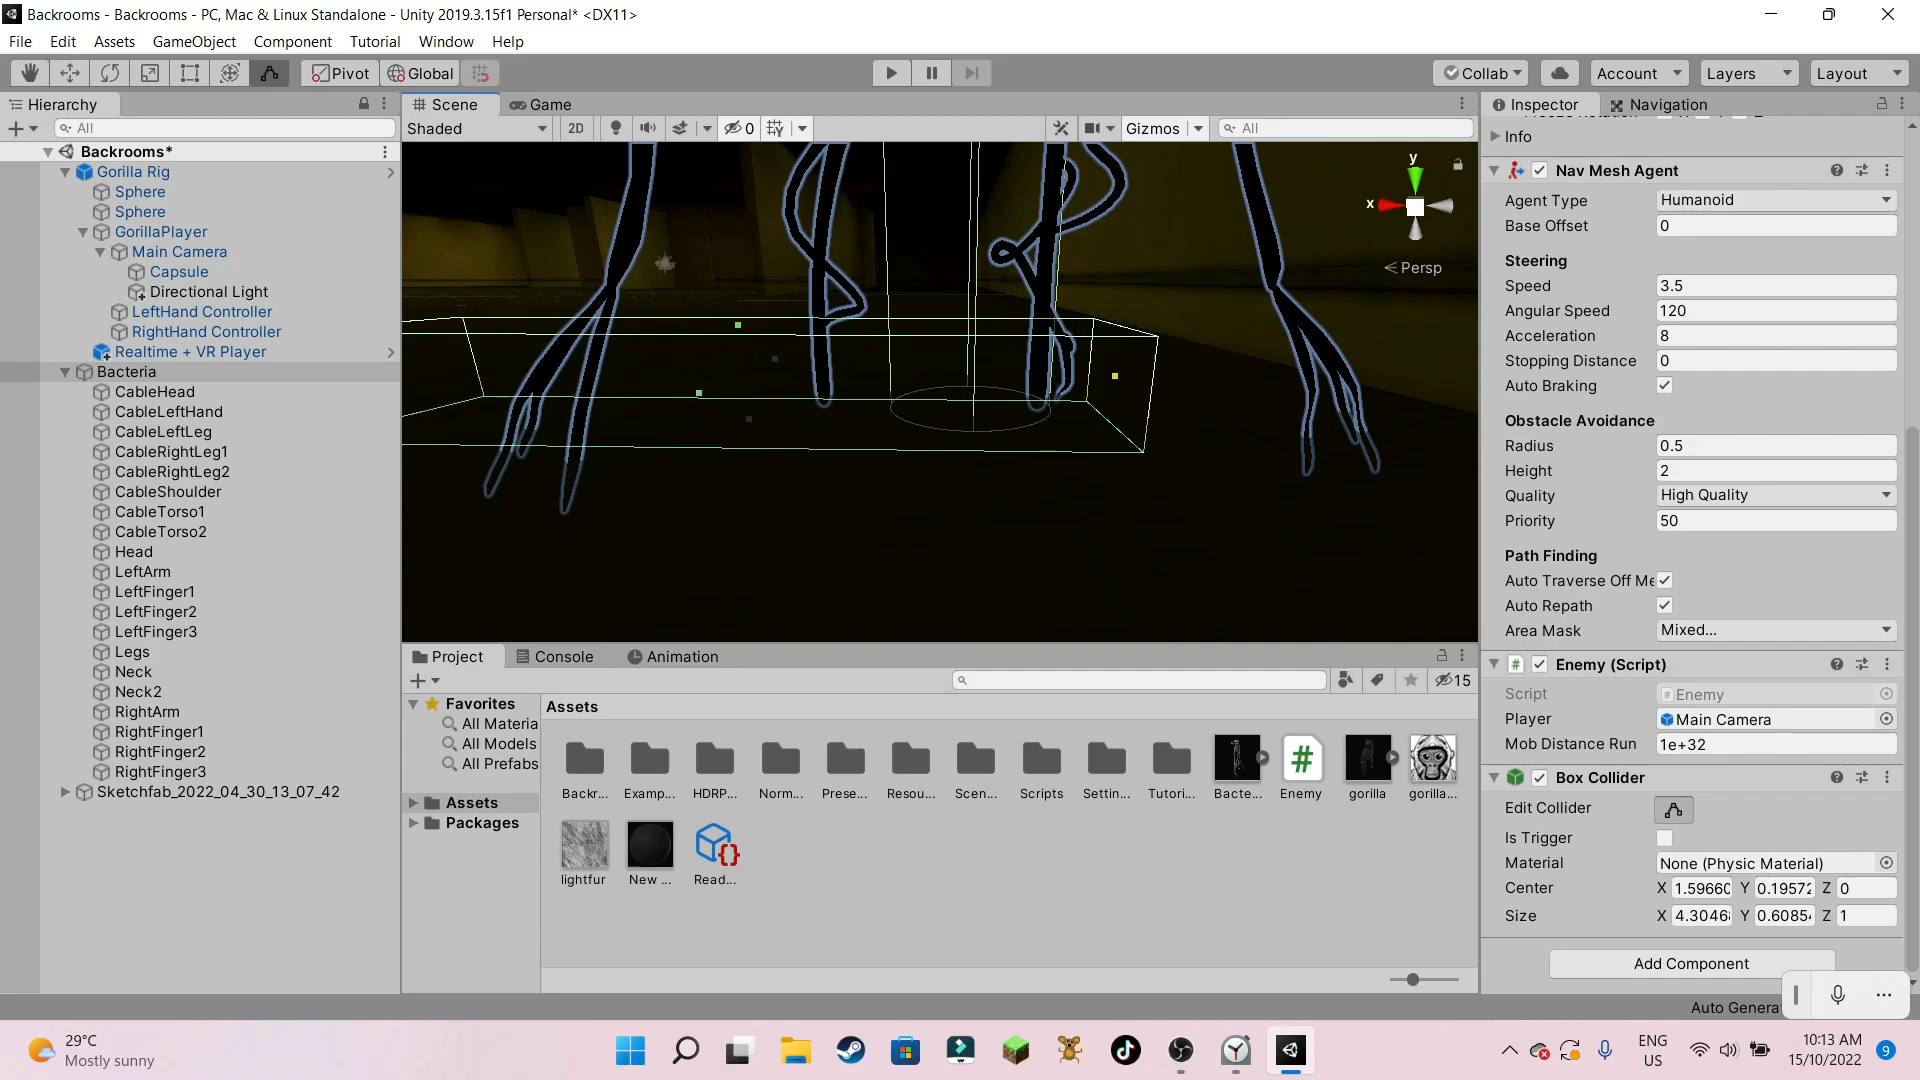 Backrooms - Backrooms - PC, Mac & Linux Standalone - Unity 2019.3.15f1 Personal* <DX11>
File Edit Assets GameObject Component Tutorial Window Help
Pivot Global Collab Account Layers Layout
Hierarchy
All
Backrooms*
Gorilla Rig
Sphere
Sphere
GorillaPlayer
Main Camera
Capsule
Directional Light
LeftHand Controller
RightHand Controller
Realtime + VR Player
Bacteria
CableHead
CableLeftHand
CableLeftLeg
CableRightLeg1
CableRightLeg2
CableShoulder
CableTorso1
CableTorso2
Head
LeftArm
LeftFinger1
LeftFinger2
LeftFinger3
Legs
Neck
Neck2
RightArm
RightFinger1
RightFinger2
RightFinger3
Sketchfab_2022_04_30_13_07_42
Scene Game
Shaded 2D 0 Gizmos All
y
x
Persp
Project Console Animation
15
Favorites
All Materia
All Models
All Prefabs
Assets
Packages
Assets
Backr... Examp... HDRP... Norm... Prese... Resou... Scen... Scripts Settin... Tutori... Bacte... Enemy gorilla gorilla...
lightfur New ... Read...
Inspector Navigation
Info
Nav Mesh Agent
Agent Type Humanoid
Base Offset 0
Steering
Speed 3.5
Angular Speed 120
Acceleration 8
Stopping Distance 0
Auto Braking
Obstacle Avoidance
Radius 0.5
Height 2
Quality High Quality
Priority 50
Path Finding
Auto Traverse Off Me
Auto Repath
Area Mask Mixed...
Enemy (Script)
Script Enemy
Player Main Camera
Mob Distance Run 1e+32
Box Collider
Edit Collider
Is Trigger
Material None (Physic Material)
Center X 1.5966 Y 0.1957 Z 0
Size X 4.3046 Y 0.6085 Z 1
Add Component
Auto Genera
29°C
Mostly sunny
ENG
US
10:13 AM
15/10/2022
9